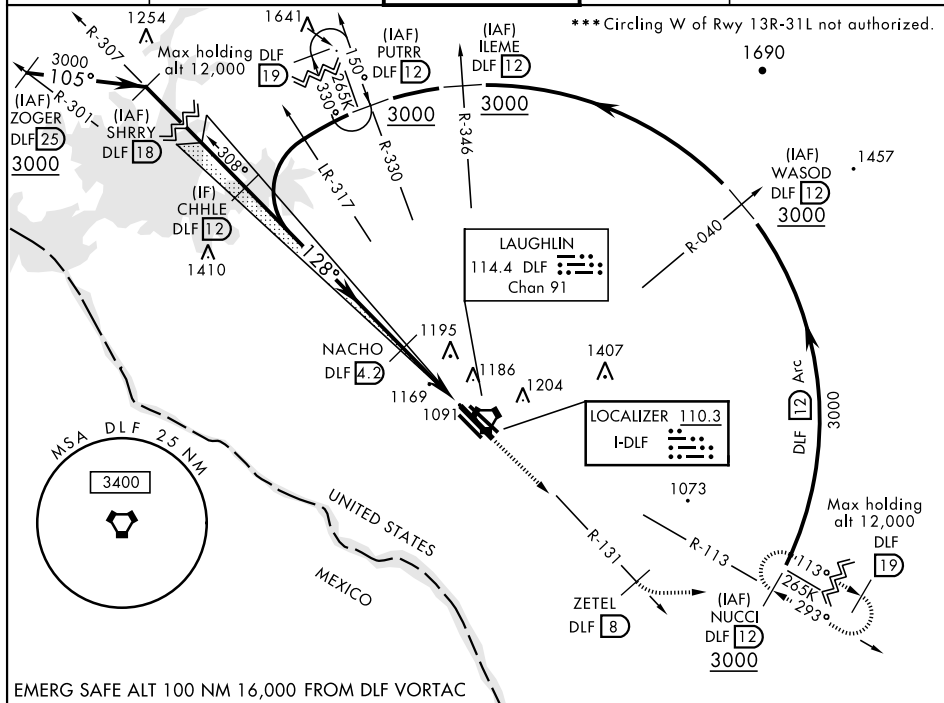 ***Circling W of Rwy 13R-31L not authorized.
1254
1641
R-307
Max holding
alt 12,000
DLF
19
150°
265K
330°
(IAF)
PUTRR
DLF 12
3000
(IAF)
ILEME
DLF 12
3000
1690
3000
105°
R-301
(IAF)
ZOGER
DLF 25
3000
(IAF)
SHRRY
DLF 18
308°
LR-317
R-330
R-346
(IAF)
WASOD
DLF 12
3000
1457
(IF)
CHHLE
DLF 12
1410
128°
R-040
LAUGHLIN
114.4 DLF
Chan 91
NACHO
DLF 4.2
1195
1186
1407
1204
1169
1091
LOCALIZER 110.3
I-DLF
DLF 12 Arc
3000
MSA DLF 25 NM
3400
1073
UNITED STATES
MEXICO
R-131
R-113
Max holding
alt 12,000
DLF
19
113°
265K
293°
ZETEL
DLF 8
(IAF)
NUCCI
DLF 12
3000
EMERG SAFE ALT 100 NM 16,000 FROM DLF VORTAC